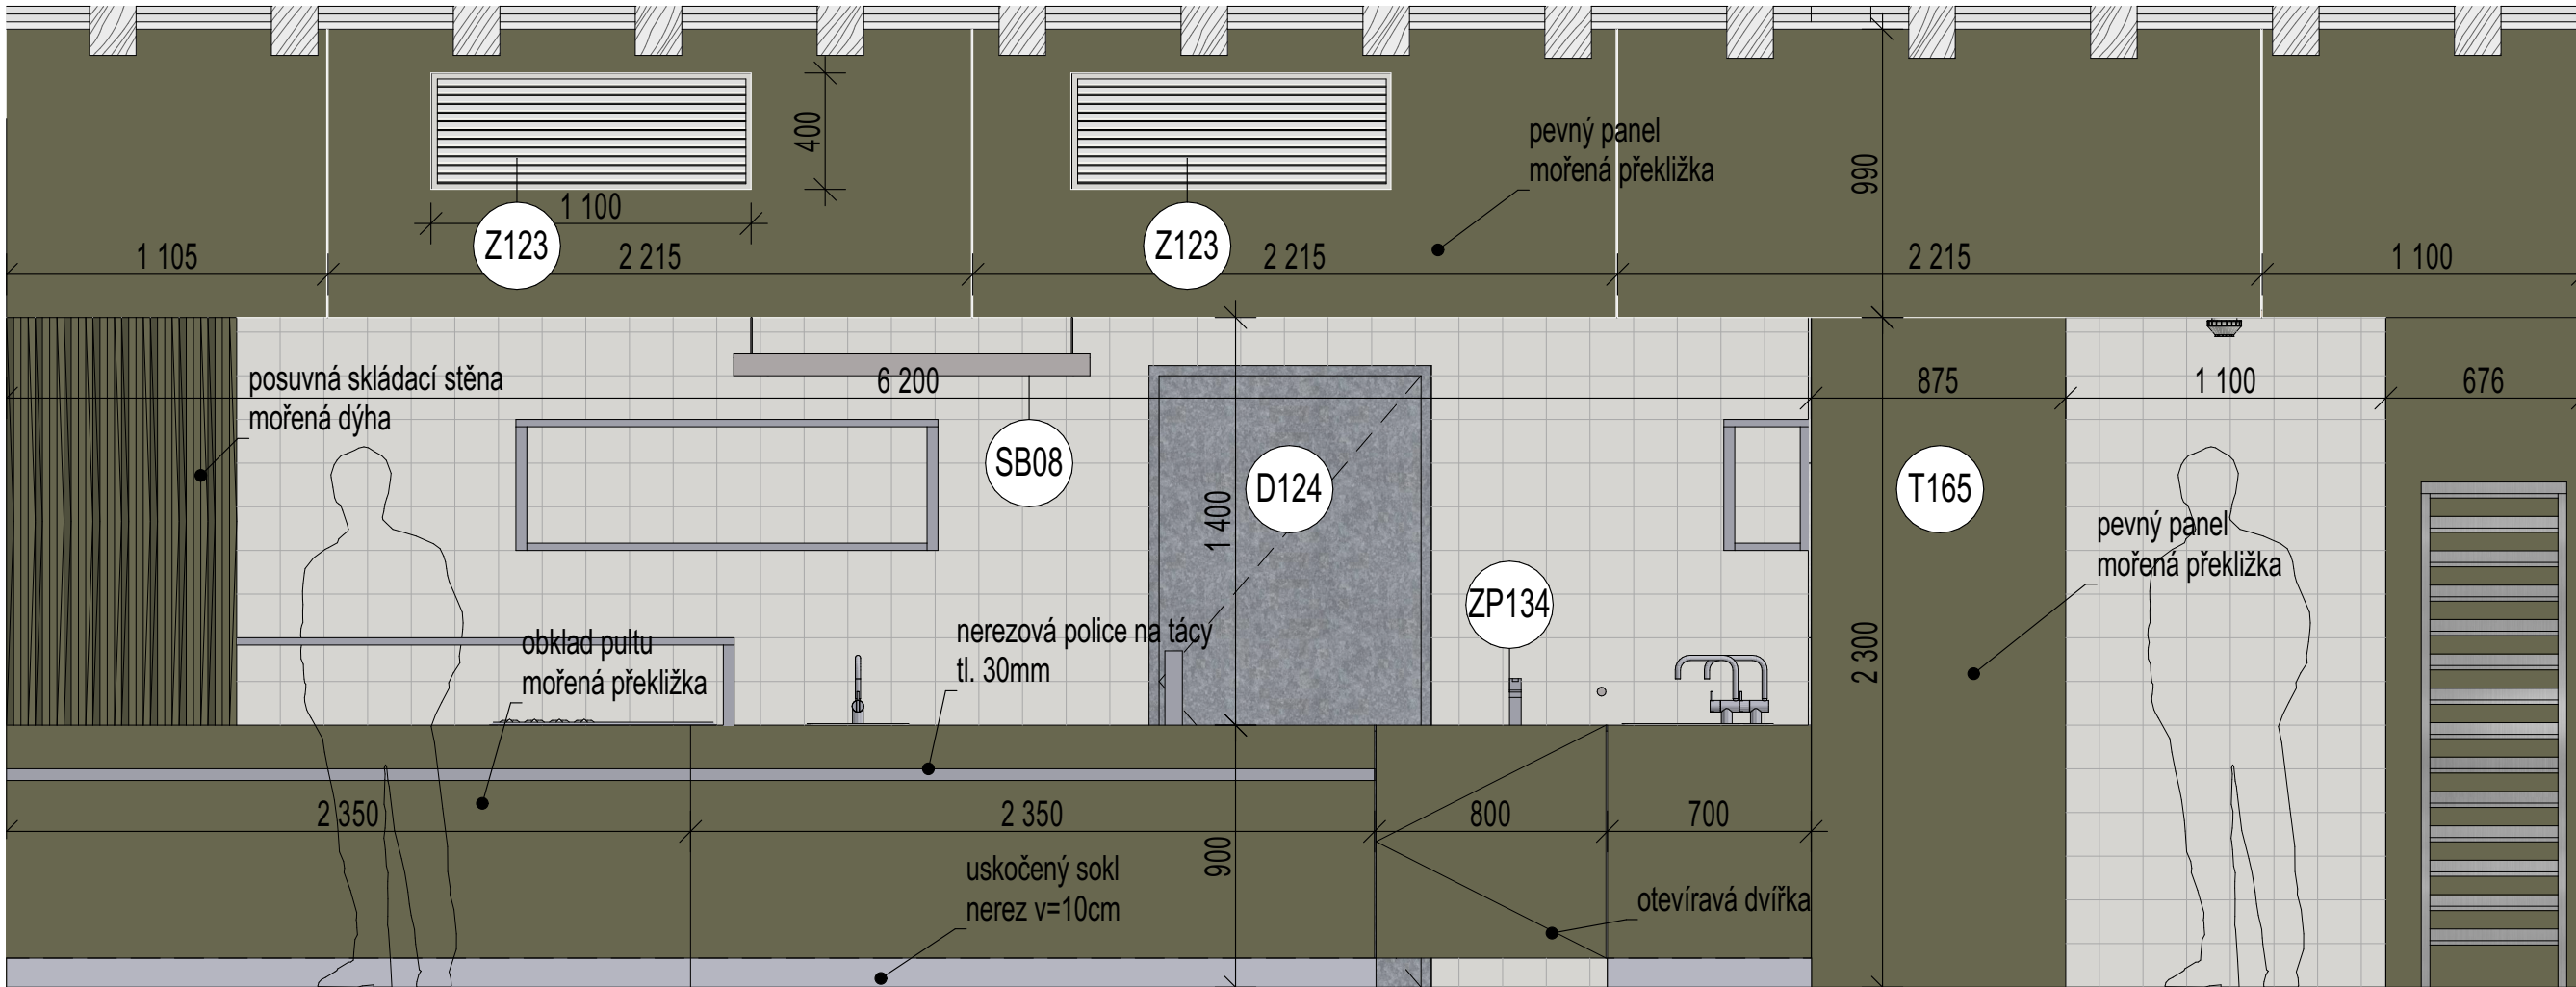 400
pevný panel
mořená překližka
990
1 100
Z123
Z123
1 105
2 215
2 215
2 215
1 100
posuvná skládací stěna
mořená dýha
6 200
875
1 100
676
SB08
D124
T165
1 400
pevný panel
mořená překližka
ZP134
2 300
obklad pultu
mořená překližka
nerezová police na tácy
tl. 30mm
2 350
2 350
800
700
900
uskočený sokl
nerez v=10cm
otevíravá dvířka